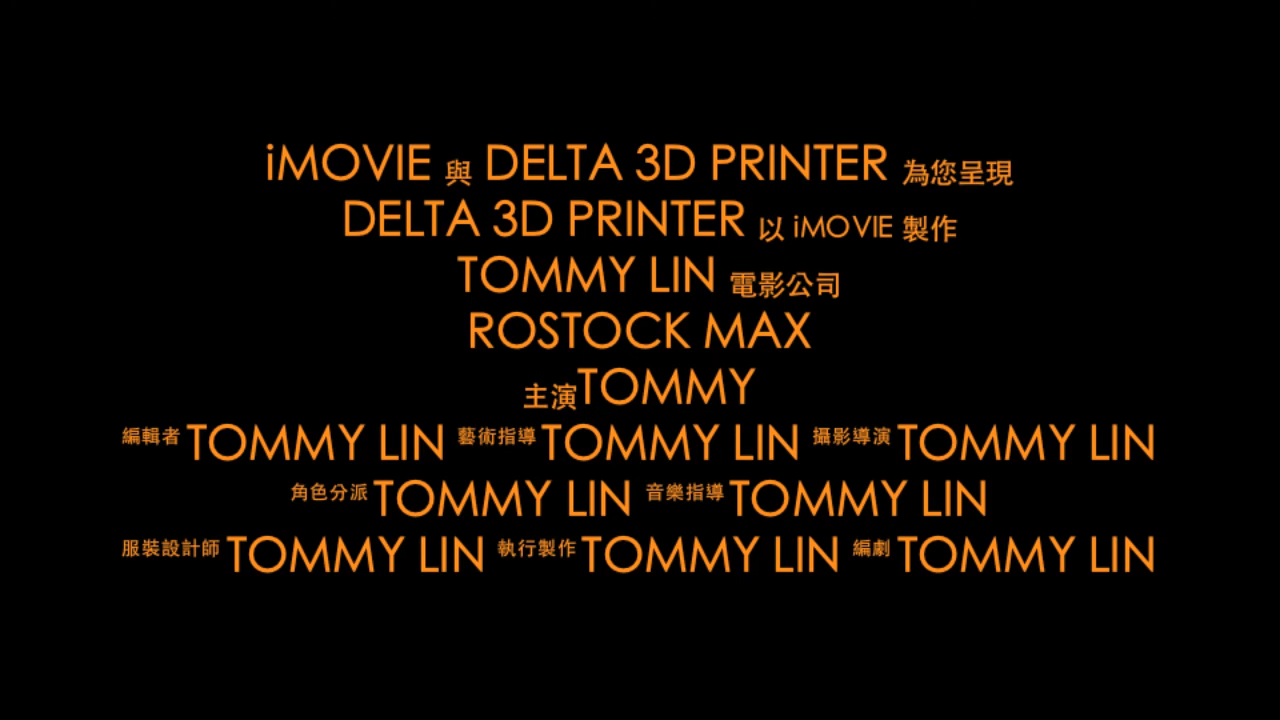 iMOVIE 與 DELTA 3D PRINTER 為您呈現
DELTA 3D PRINTER 以 iMOVIE 製作
TOMMY LIN 電影公司
ROSTOCK MAX
主演TOMMY
編輯者 TOMMY LIN 藝術指導 TOMMY LIN 攝影導演 TOMMY LIN
角色分派 TOMMY LIN 音樂指導 TOMMY LIN
服裝設計師 TOMMY LIN 執行製作 TOMMY LIN 編劇 TOMMY LIN